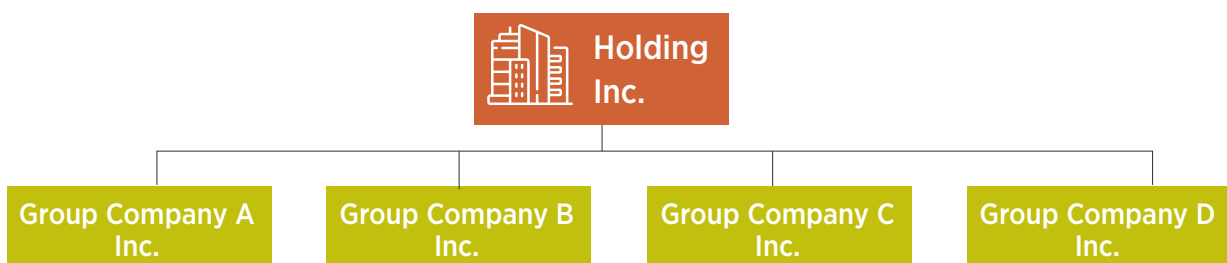 Holding
Inc.
Group Company A
Inc.
Group Company B
Inc.
Group Company C
Inc.
Group Company D
Inc.